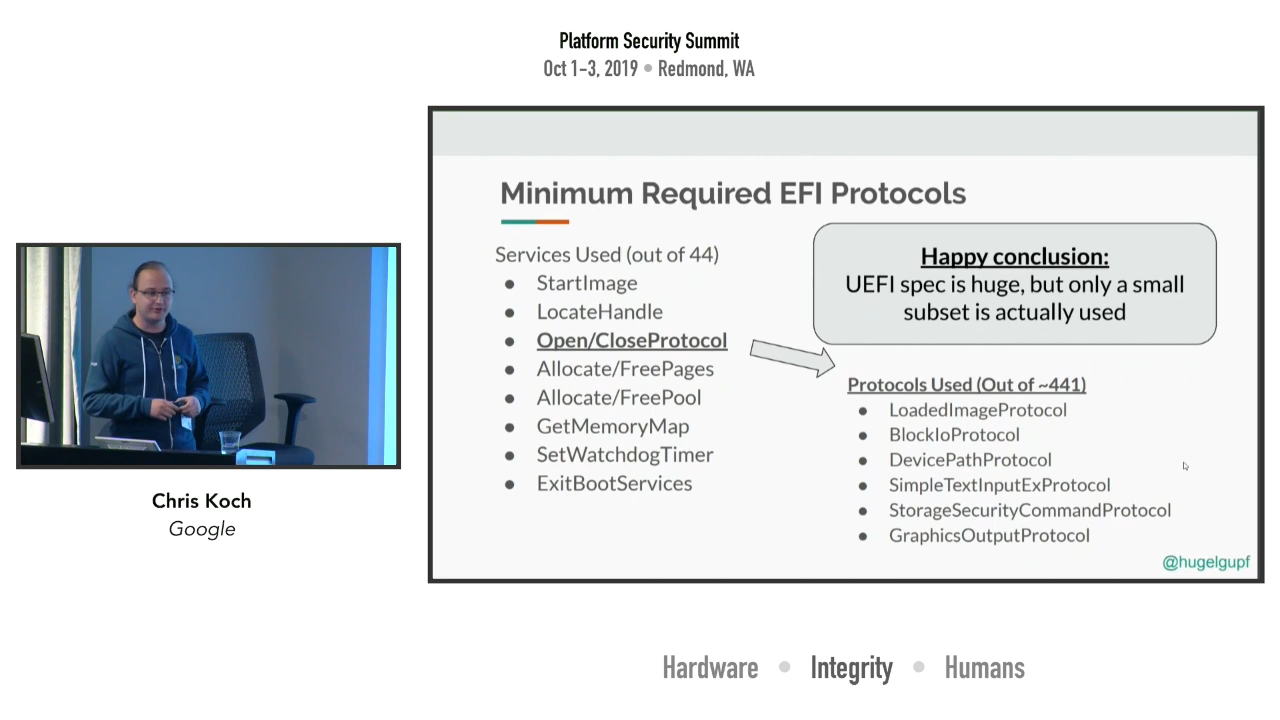 Platform Security Summit
Oct 1-3, 2019 • Redmond, WA
Minimum Required EFI Protocols
Services Used (out of 44)
● StartImage
● LocateHandle
● Open/CloseProtocol
● Allocate/FreePages
● Allocate/FreePool
● GetMemoryMap
● SetWatchdogTimer
● ExitBootServices
Happy conclusion:
UEFI spec is huge, but only a small
subset is actually used
Protocols Used (Out of ~441)
● LoadedImageProtocol
● BlockIoProtocol
● DevicePathProtocol
● SimpleTextInputExProtocol
● StorageSecurityCommandProtocol
● GraphicsOutputProtocol
@hugelgupf
Chris Koch
Google
Hardware • Integrity • Humans